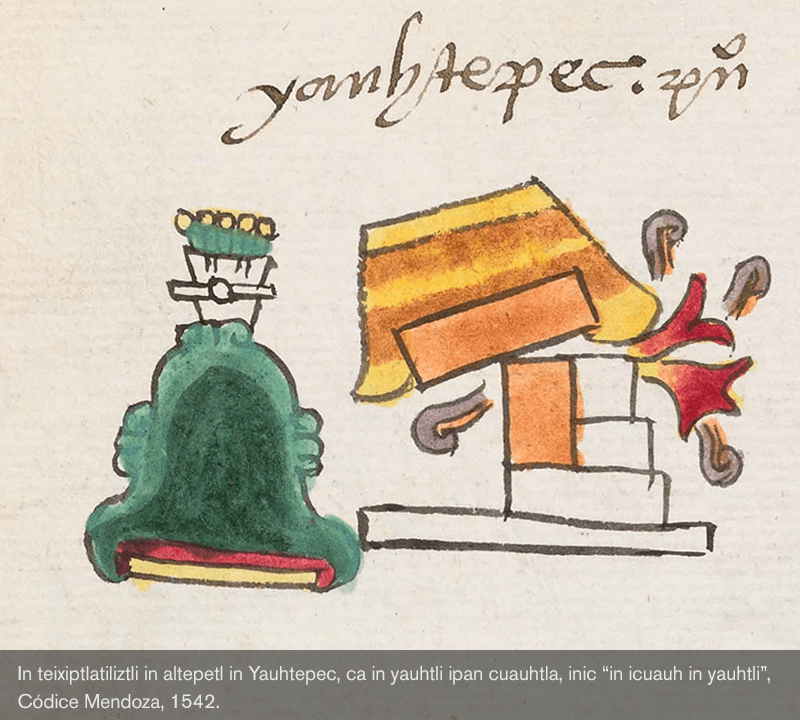 yauhtepec. pũ
In teixiptlatiliztli in altepetl in Yauhtepec, ca in yauhtli ipan cuauhtla, inic “in icuauh in yauhtli”,
Códice Mendoza, 1542.